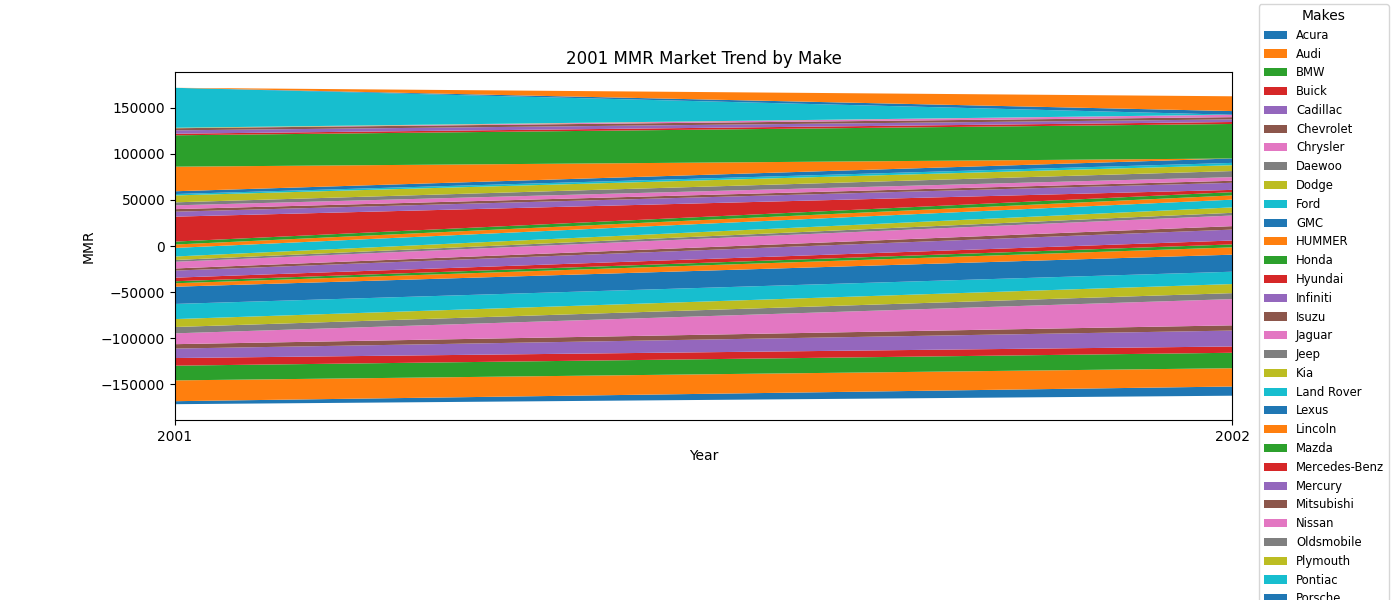 2001 MMR Market Trend by Make
MMR
150000
100000
50000
0
−50000
−100000
−150000
2001
2002
Year
Makes
Acura
Audi
BMW
Buick
Cadillac
Chevrolet
Chrysler
Daewoo
Dodge
Ford
GMC
HUMMER
Honda
Hyundai
Infiniti
Isuzu
Jaguar
Jeep
Kia
Land Rover
Lexus
Lincoln
Mazda
Mercedes-Benz
Mercury
Mitsubishi
Nissan
Oldsmobile
Plymouth
Pontiac
Porsche